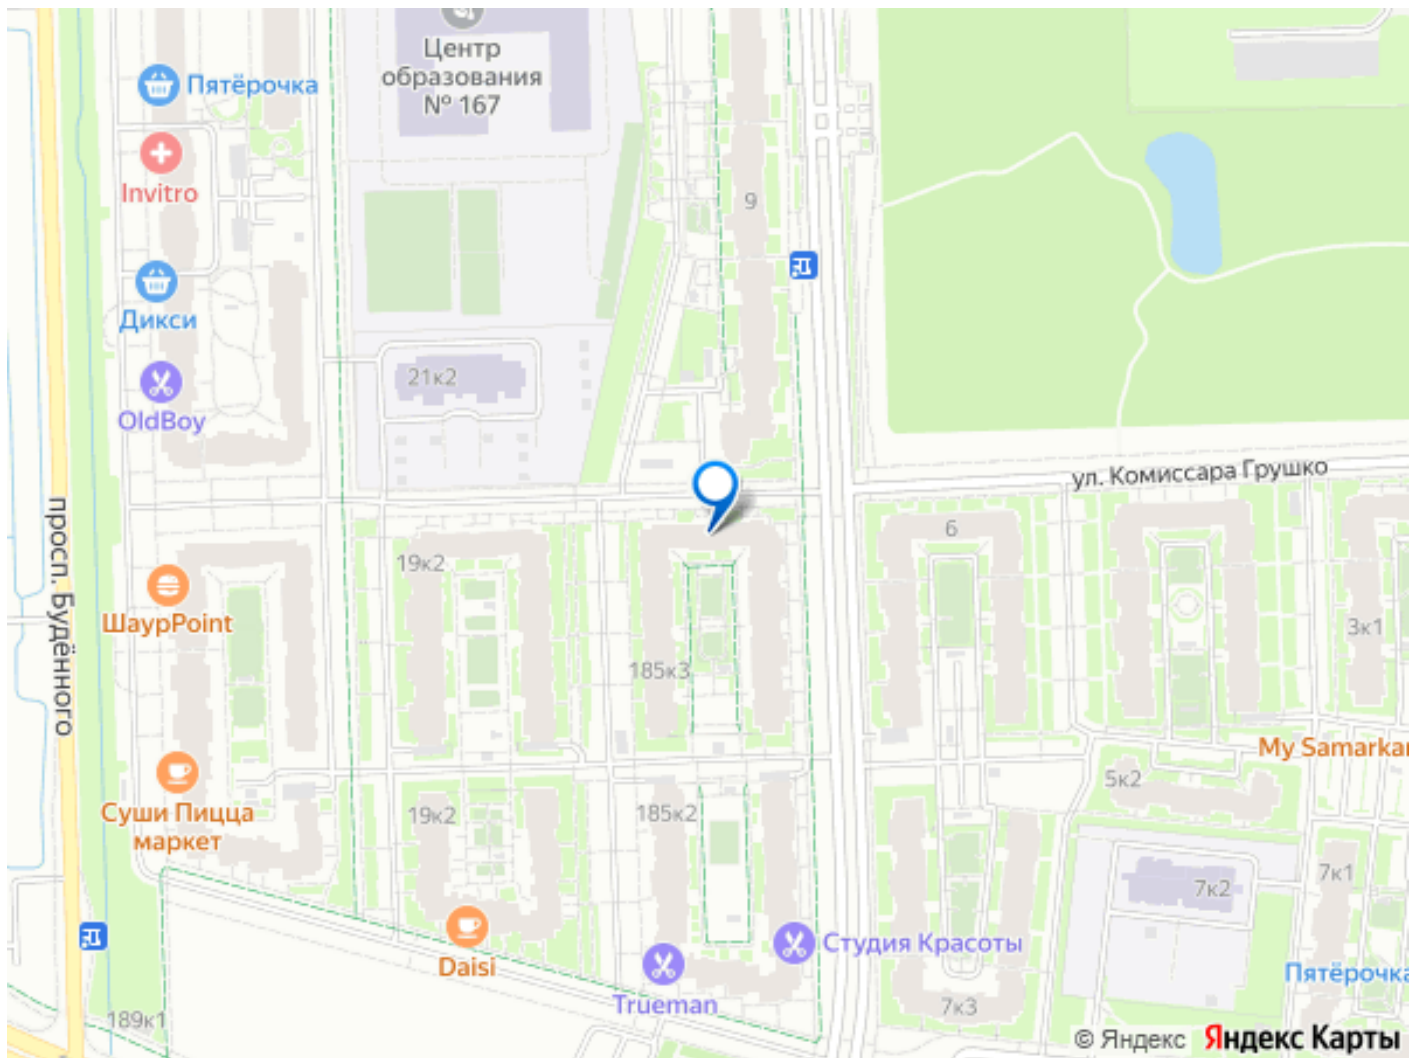 Центр
образования
№ 167
Пятёрочка
Invitro
9
Дикси
21к2
OldBoy
ул. Комиссара Грушко
просп. Будённого
6
19к2
ШаурPoint
3к1
185к3
My Samarkan
5к2
Суши Пицца
маркет
19к2
185к2
7к1
7к2
Студия Красоты
Daisi
Пятёрочка
Trueman
7к3
189к1
© Яндекс Яндекс Карты